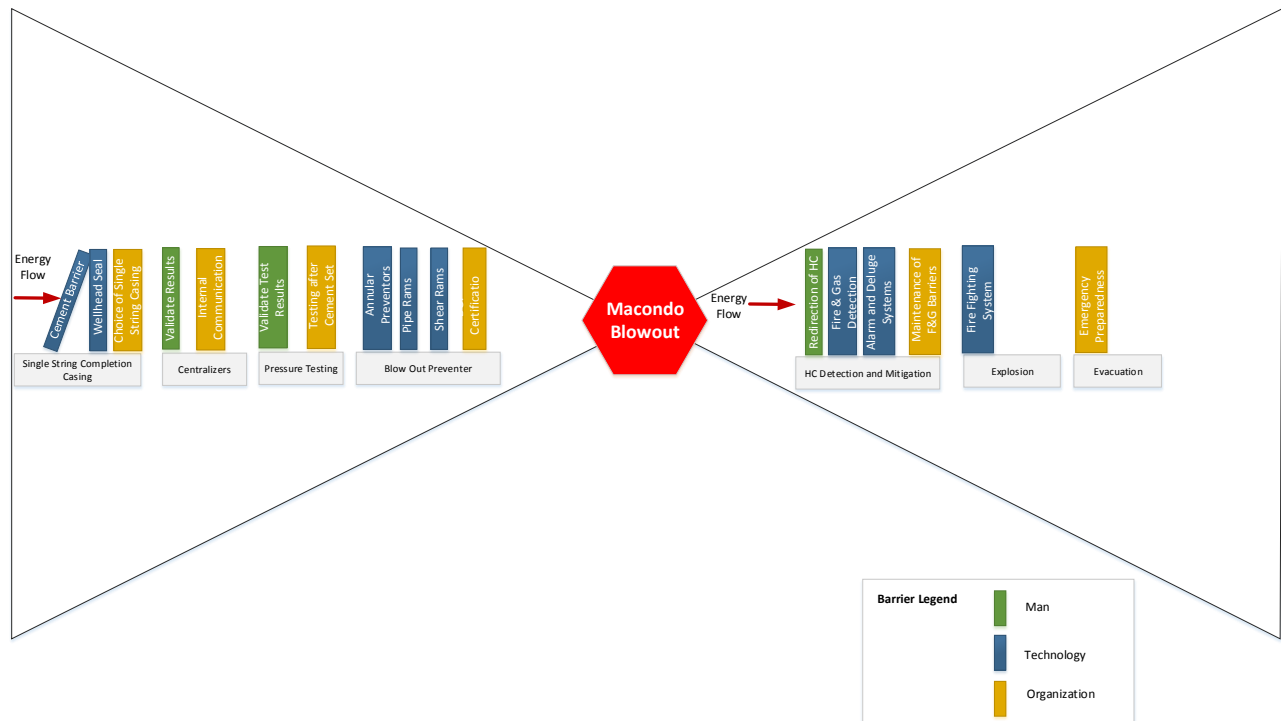 Energy
Flow
Cement Barrier
Wellhead Seal
Choice of Single
String Casing
Validate Results
Internal
Communication
Validate Test
Results
Testing after
Cement Set
Annular
Preventors
Pipe Rams
Shear Rams
Certificatio
Single String Completion
Casing
Centralizers
Pressure Testing
Blow Out Preventer
Macondo
Blowout
Energy
Flow
Redirection of HC
Fire & Gas
Detection
Alarm and Deluge
Systems
Maintenance of
F&G Barriers
Fire Fighting
System
Emergency
Preparedness
HC Detection and Mitigation
Explosion
Evacuation
Barrier Legend
Man
Technology
Organization